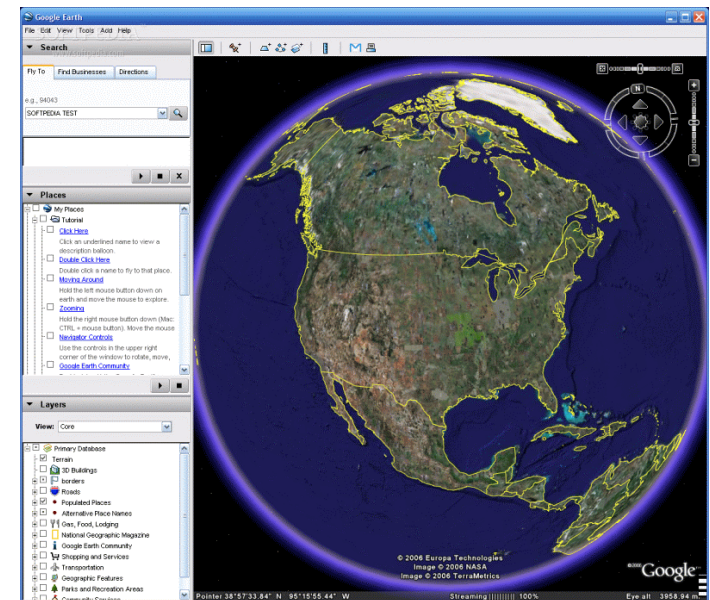 Google Earth
File Edit View Tools Add Help
Search
Fly To Find Businesses Directions
e.g., 94043
SOFTPEDIA TEST
Places
My Places
Tutorial
Click Here
Click an underlined name to view a
description balloon.
Double Click Here
Double click a name to fly to that place.
Moving Around
Hold the left mouse button down on
earth and move the mouse to explore.
Zooming
Hold the right mouse button down (Mac:
CTRL + mouse button). Move the mouse
Navigator Controls
Use the controls in the upper right
corner of the window to rotate, move,
Google Earth Community
Layers
View: Core
Primary Database
Terrain
3D Buildings
borders
Roads
Populated Places
Alternative Place Names
Gas, Food, Lodging
National Geographic Magazine
Google Earth Community
Shopping and Services
Transportation
Geographic Features
Parks and Recreation Areas
Community Services
N
© 2006 Europa Technologies
Image © 2006 NASA
Image © 2006 TerraMetrics
Google
Pointer 38°57'33.84" N 95°15'55.44" W Streaming |||||||||| 100% Eye alt 3958.94 m